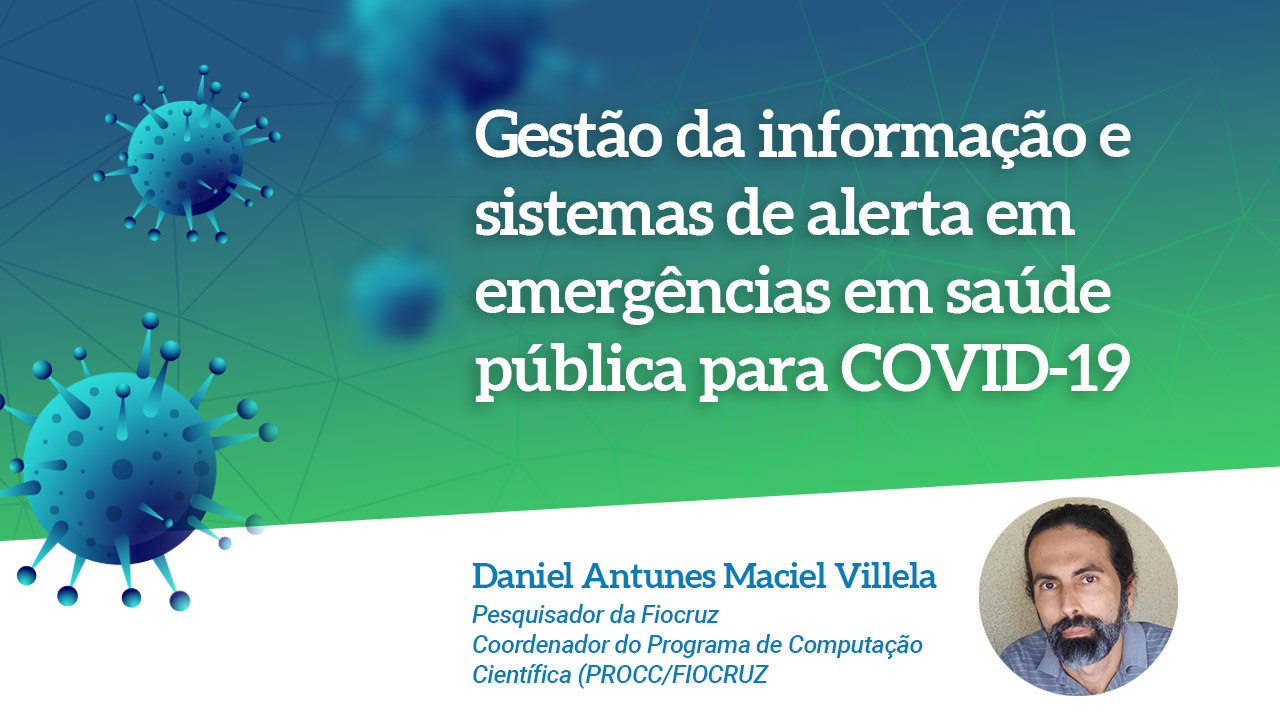 Gestão da informação e
sistemas de alerta em
emergências em saúde
pública para COVID-19
Daniel Antunes Maciel Villela
Pesquisador da Fiocruz
Coordenador do Programa de Computação
Científica (PROCC/FIOCRUZ